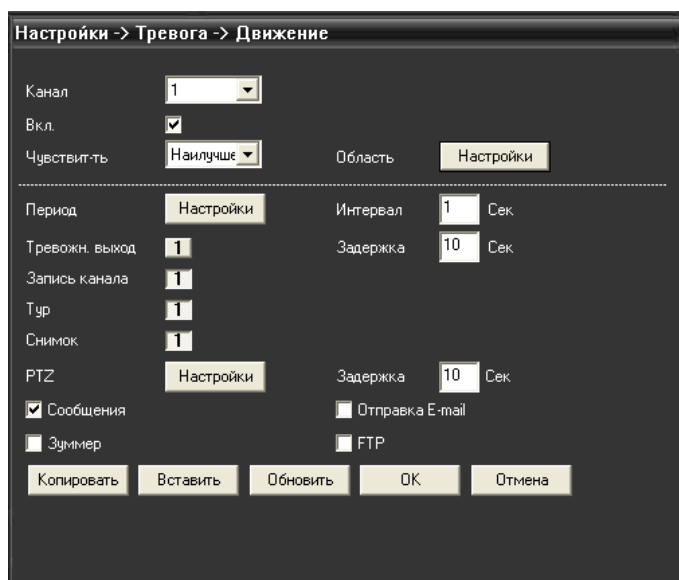 Настройки -> Тревога -> Движение
Канал 1
Вкл.
Чувствит-ть Наилучше Область Настройки
Период Настройки Интервал 1 Сек
Тревожн. выход 1 Задержка 10 Сек
Запись канала 1
Тур 1
Снимок 1
PTZ Настройки Задержка 10 Сек
Сообщения Отправка E-mail
Зуммер FTP
Копировать Вставить Обновить OK Отмена